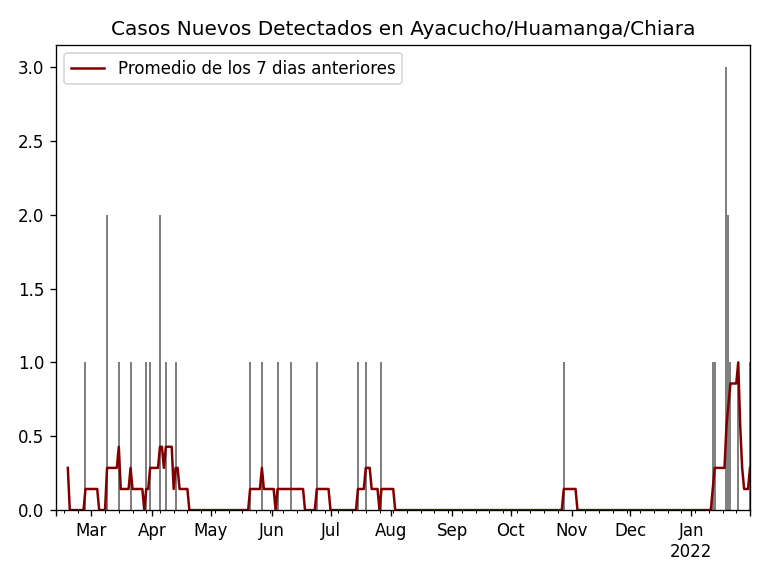 Casos Nuevos Detectados en Ayacucho/Huamanga/Chiara
Promedio de los 7 dias anteriores
3.0
2.5
2.0
1.5
1.0
0.5
0.0
Mar Apr May Jun Jul Aug Sep Oct Nov Dec Jan
2022